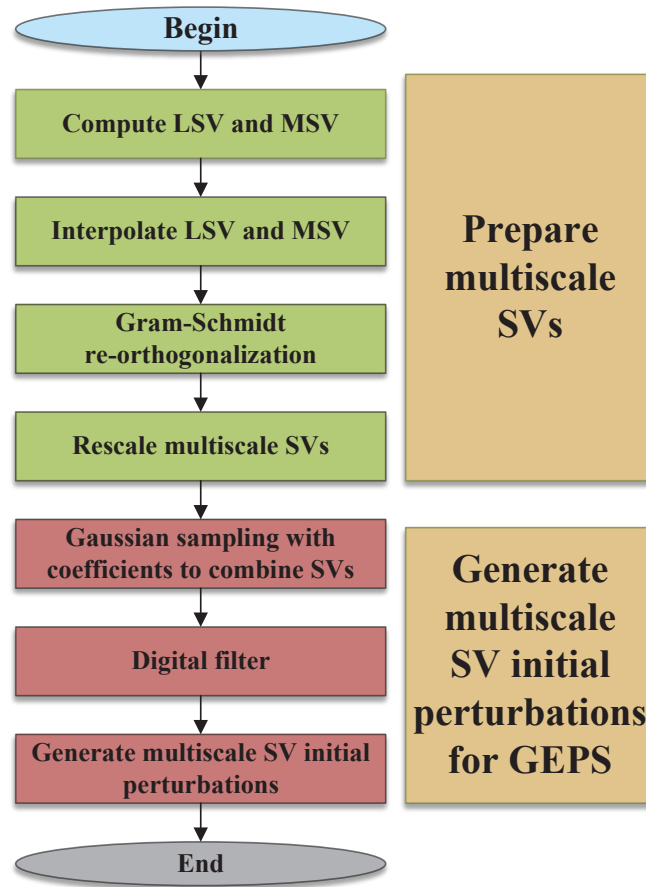 Begin
Compute LSV and MSV
Interpolate LSV and MSV
Gram-Schmidt
re-orthogonalization
Rescale multiscale SVs
Prepare
multiscale
SVs
Gaussian sampling with
coefficients to combine SVs
Digital filter
Generate multiscale SV initial
perturbations
Generate
multiscale
SV initial
perturbations
for GEPS
End